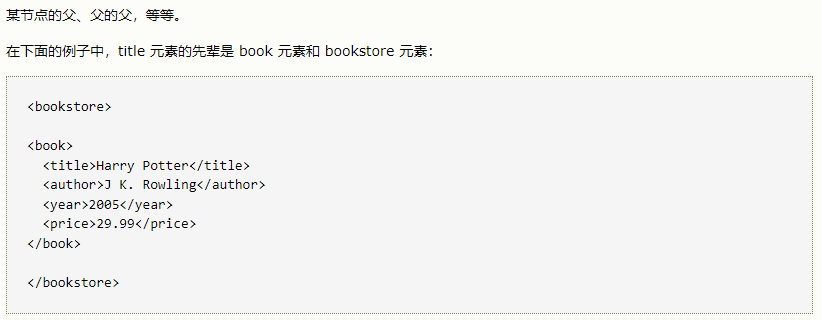 某节点的父、父的父，等等。
在下面的例子中，title 元素的先辈是 book 元素和 bookstore 元素：
<bookstore>
<book>
  <title>Harry Potter</title>
  <author>J K. Rowling</author>
  <year>2005</year>
  <price>29.99</price>
</book>
</bookstore>